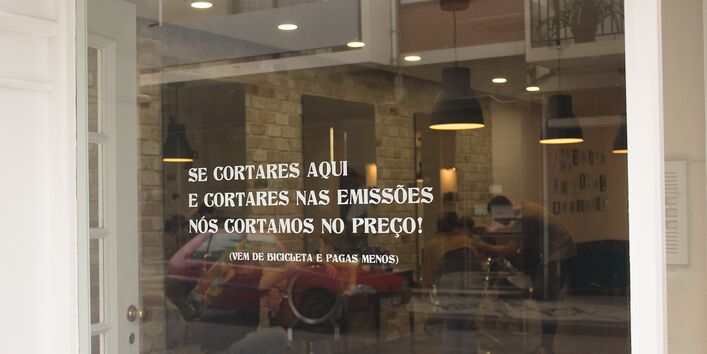 SE CORTARES AQUI
E CORTARES NAS EMISSÕES
NÓS CORTAMOS NO PREÇO!
(VEM DE BICICLETA E PAGAS MENOS)